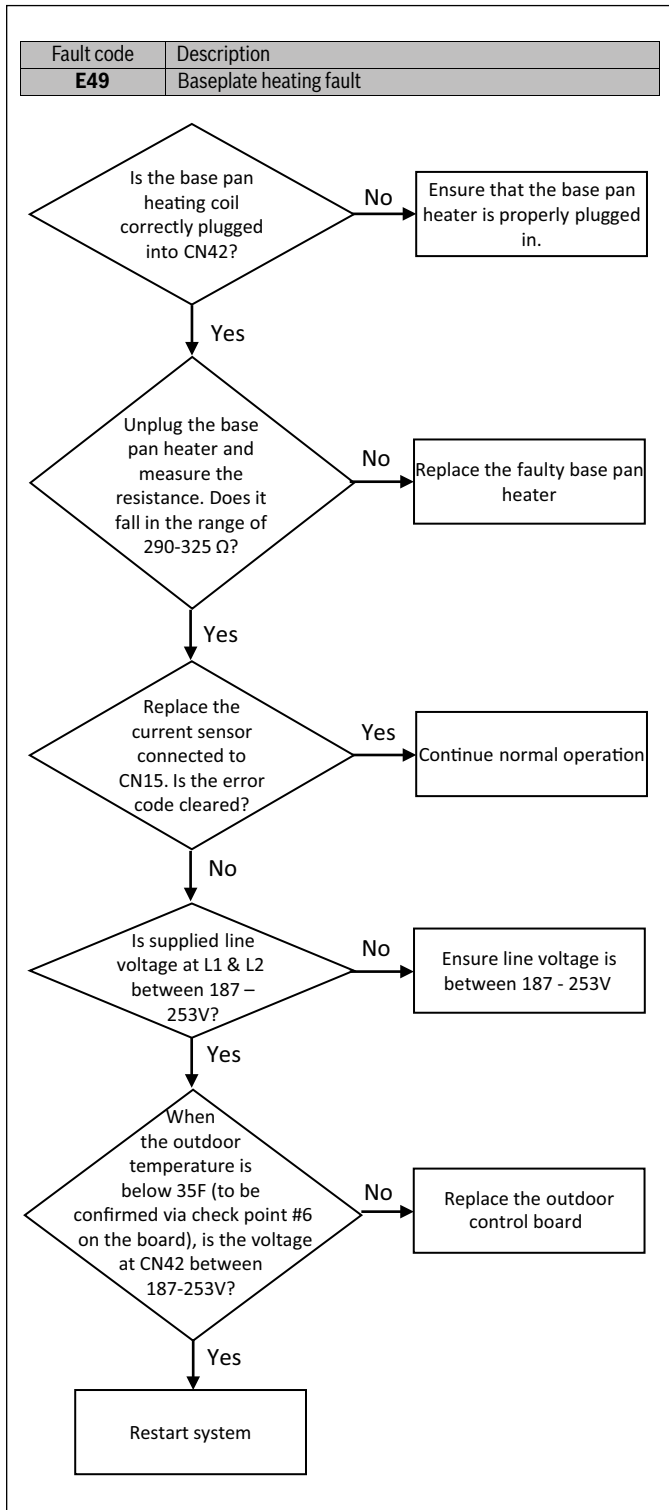 Fault code Description
E49 Baseplate heating fault
Is the base pan
heating coil
correctly plugged
into CN42?
No
Ensure that the base pan
heater is properly plugged
in.
Yes
Unplug the base
pan heater and
measure the
resistance. Does it
fall in the range of
290-325 Ω?
No
Replace the faulty base pan
heater
Yes
Replace the
current sensor
connected to
CN15. Is the error
code cleared?
Yes
Continue normal operation
No
Is supplied line
voltage at L1 & L2
between 187 –
253V?
No
Ensure line voltage is
between 187 - 253V
Yes
When
the outdoor
temperature is
below 35F (to be
confirmed via check point #6
on the board), is the voltage
at CN42 between
187-253V?
No
Replace the outdoor
control board
Yes
Restart system